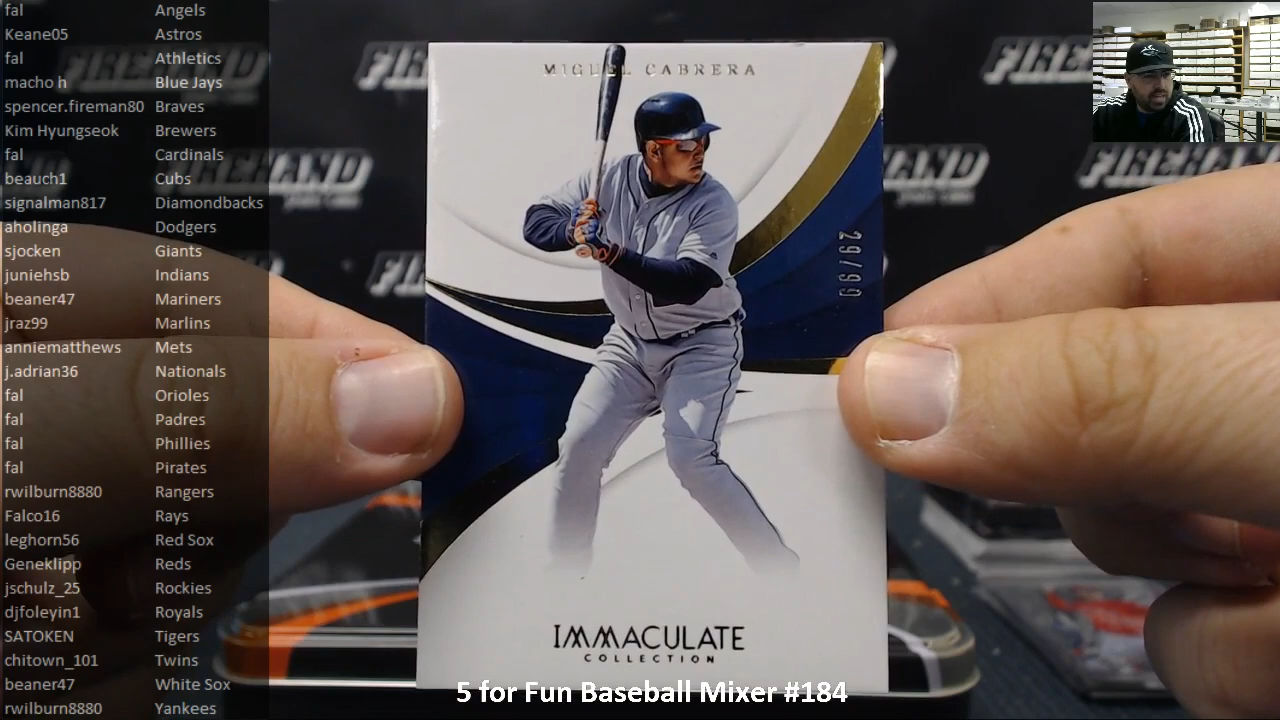 fal Angels
Keane05 Astros
fal Athletics
macho h Blue Jays
spencer.fireman80 Braves
Kim Hyungseok Brewers
fal Cardinals
beauch1 Cubs
signalman817 Diamondbacks
aholinga Dodgers
sjocken Giants
juniehsb Indians
beaner47 Mariners
jraz99 Marlins
anniematthews Mets
j.adrian36 Nationals
fal Orioles
fal Padres
fal Phillies
fal Pirates
rwilburn8880 Rangers
Falco16 Rays
leghorn56 Red Sox
Geneklipp Reds
jschulz_25 Rockies
djfoleyin1 Royals
SATOKEN Tigers
chitown_101 Twins
beaner47 White Sox
rwilburn8880 Yankees
FIREHAND
MIGUEL CABRERA
29/99
IMMACULATE
COLLECTION
5 for Fun Baseball Mixer #184